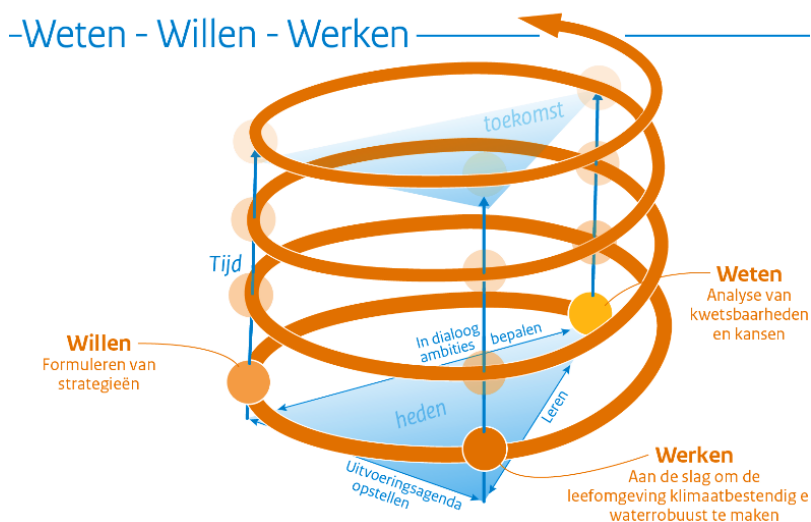 -Weten - Willen - Werken
toekomst
Tijd
Weten
Analyse van
kwetsbaarheden
en kansen
Willen
Formuleren van
strategieën
In dialoog
ambities
bepalen
heden
Leren
Uitvoeringsagenda
opstellen
Werken
Aan de slag om de
leefomgeving klimaatbestendig e
waterrobuust te maken